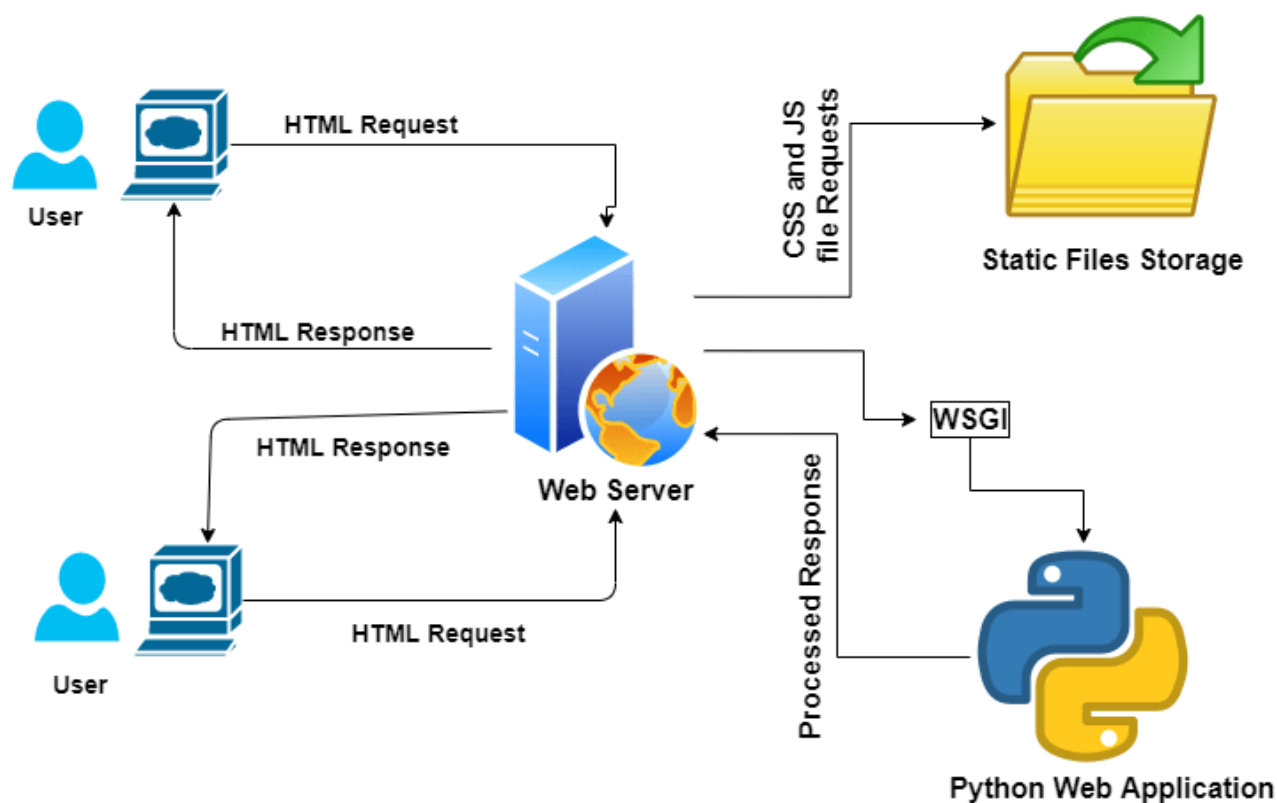 HTML Request
User
CSS and JS
file Requests
Static Files Storage
HTML Response
WSGI
HTML Response
Web Server
Processed Response
HTML Request
User
Python Web Application